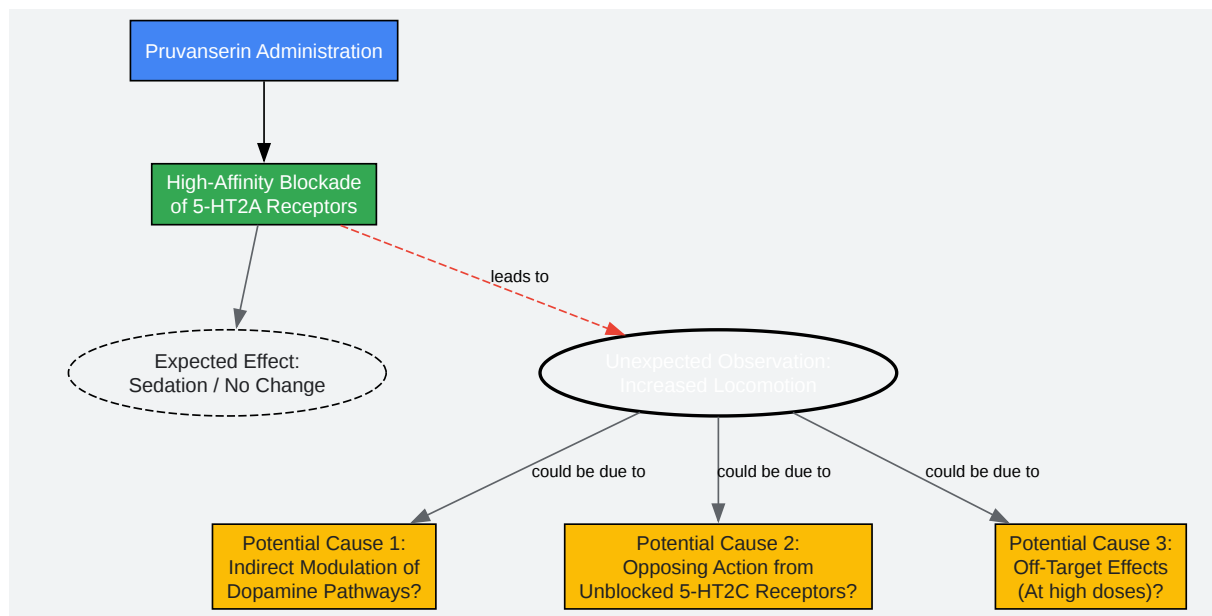 Pruvanserin Administration
High-Affinity Blockade
of 5-HT2A Receptors
leads to
Expected Effect:
Sedation / No Change
Unexpected Observation:
Increased Locomotion
could be due to
could be due to
could be due to
Potential Cause 1:
Indirect Modulation of
Dopamine Pathways?
Potential Cause 2:
Opposing Action from
Unblocked 5-HT2C Receptors?
Potential Cause 3:
Off-Target Effects
(At high doses)?